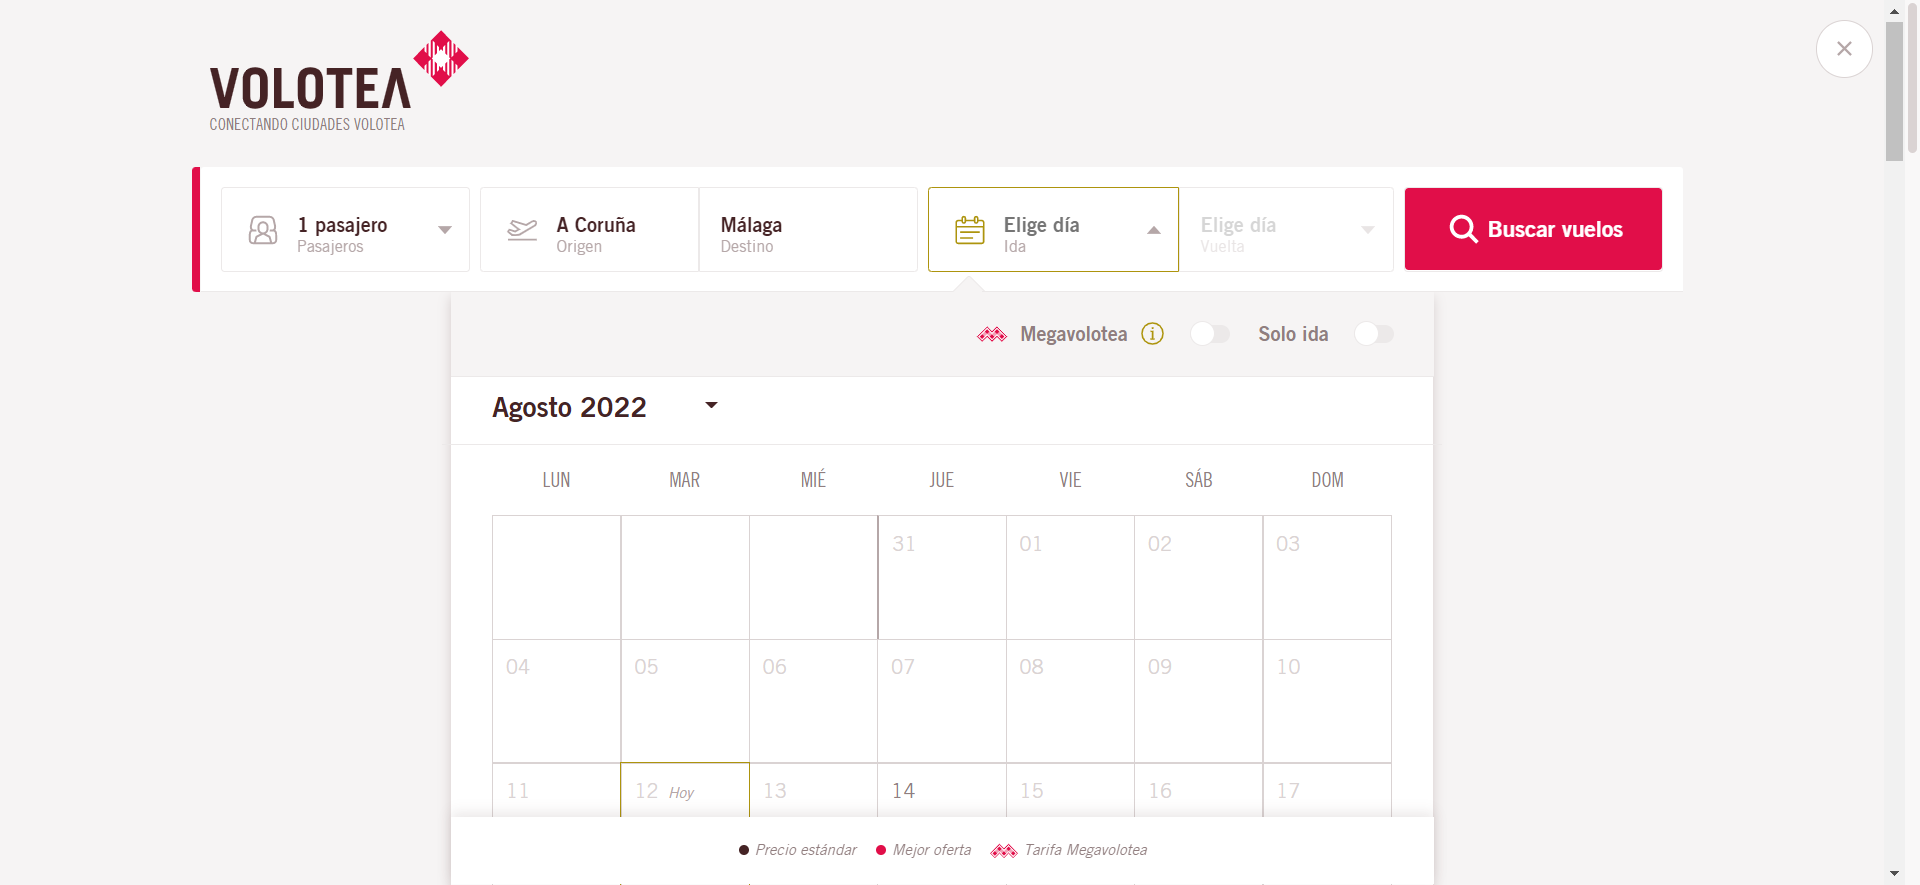 VOLOTEA
CONECTANDO CIUDADES VOLOTEA
1 pasajero
Pasajeros
A Coruña
Origen
Málaga
Destino
Elige día
Ida
Elige día
Vuelta
Buscar vuelos
Megavolotea
Solo ida
Agosto 2022
LUN MAR MIÉ JUE VIE SÁB DOM
31 01 02 03
04 05 06 07 08 09 10
11 12 Hoy 13 14 15 16 17
Precio estándar Mejor oferta Tarifa Megavolotea